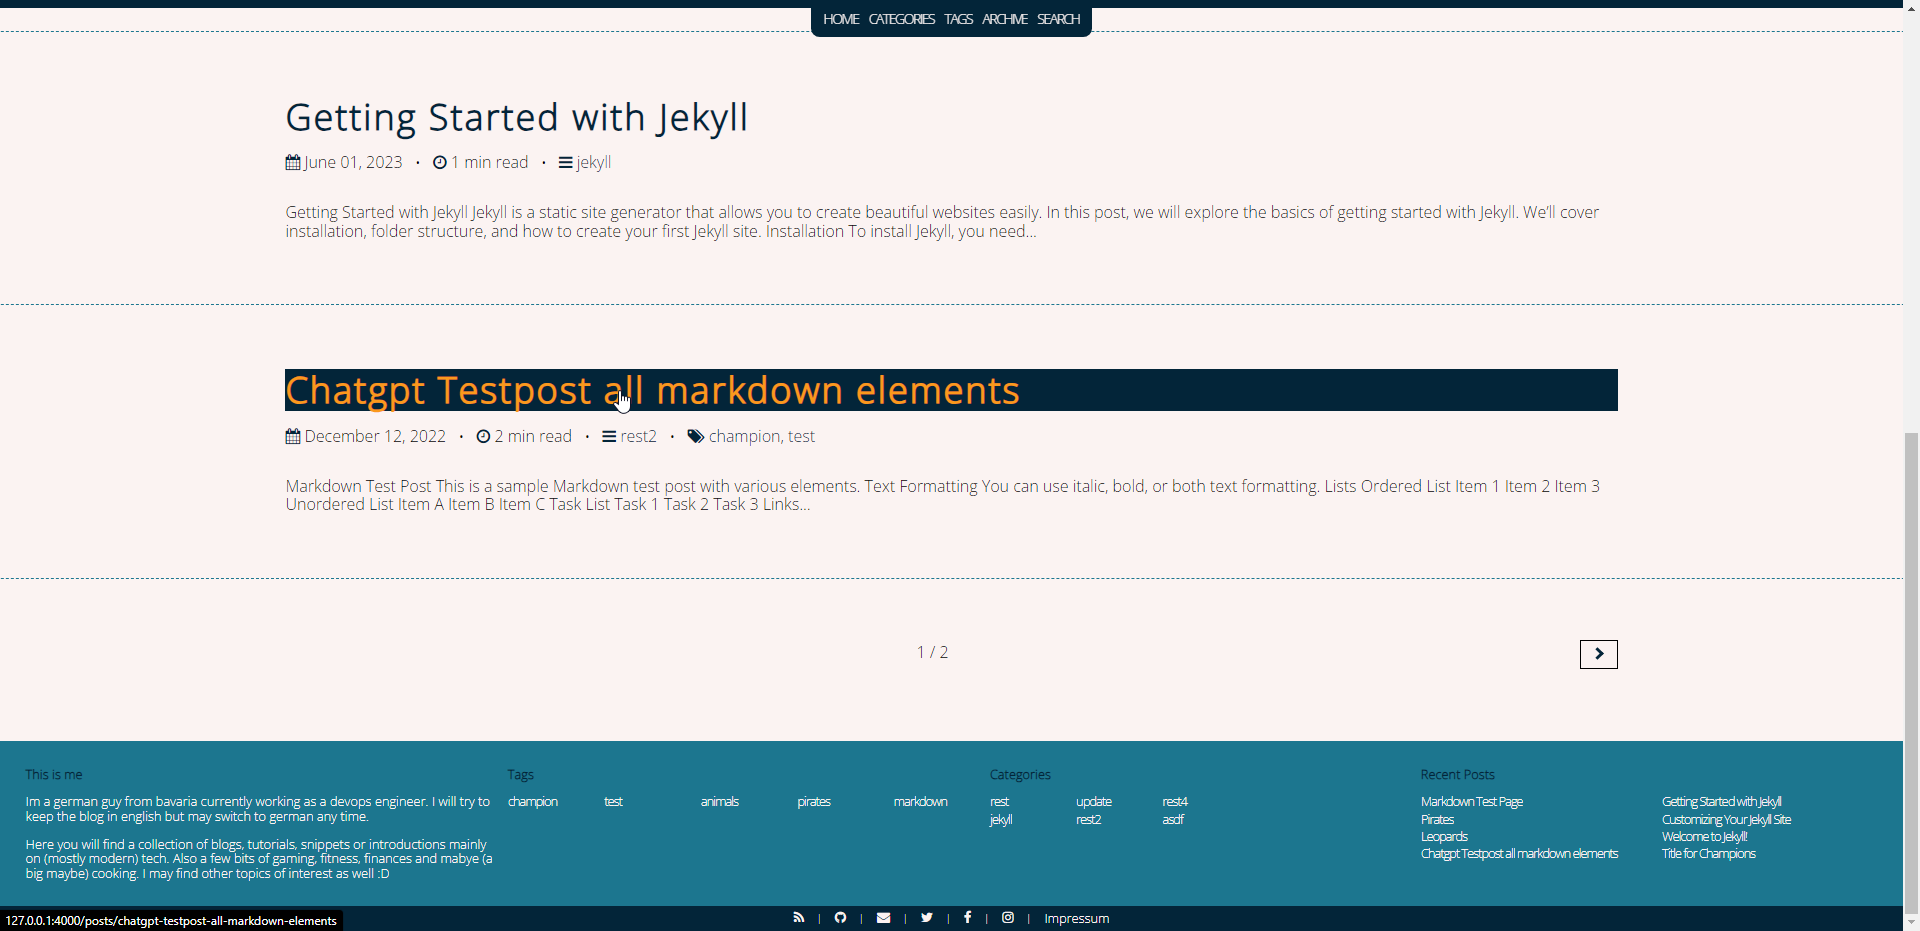 HOME CATEGORIES TAGS ARCHIVE SEARCH
Getting Started with Jekyll
June 01, 2023 • 1 min read • jekyll
Getting Started with Jekyll Jekyll is a static site generator that allows you to create beautiful websites easily. In this post, we will explore the basics of getting started with Jekyll. We'll cover
installation, folder structure, and how to create your first Jekyll site. Installation To install Jekyll, you need...
Chatgpt Testpost all markdown elements
December 12, 2022 • 2 min read • rest2 • champion, test
Markdown Test Post This is a sample Markdown test post with various elements. Text Formatting You can use italic, bold, or both text formatting. Lists Ordered List Item 1 Item 2 Item 3
Unordered List Item A Item B Item C Task List Task 1 Task 2 Task 3 Links...
1 / 2
This is me
Im a german guy from bavaria currently working as a devops engineer. I will try to
keep the blog in english but may switch to german any time.
Here you will find a collection of blogs, tutorials, snippets or introductions mainly
on (mostly modern) tech. Also a few bits of gaming, fitness, finances and mabye (a
big maybe) cooking. I may find other topics of interest as well :D
Tags
champion test animals pirates markdown
Categories
rest update rest4
jekyll rest2 asdf
Recent Posts
Markdown Test Page
Pirates
Leopards
Chatgpt Testpost all markdown elements
Getting Started with Jekyll
Customizing Your Jekyll Site
Welcome to Jekyll!
Title for Champions
127.0.0.1:4000/posts/chatgpt-testpost-all-markdown-elements
| | | | | | Impressum